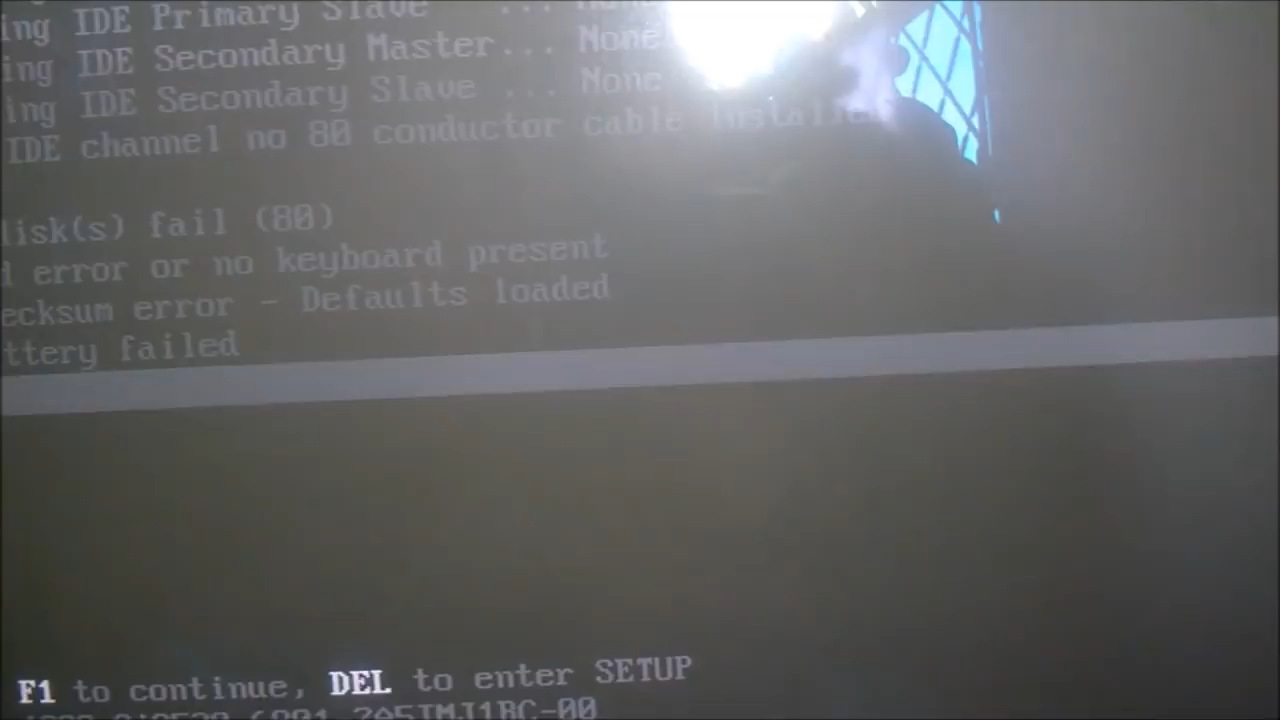 ing IDE Primary Slave ... None
ing IDE Secondary Master... None
ing IDE Secondary Slave ... None
IDE channel no 80 conductor cable installed
disk(s) fail (80)
d error or no keyboard present
ecksum error - Defaults loaded
ttery failed
F1 to continue, DEL to enter SETUP